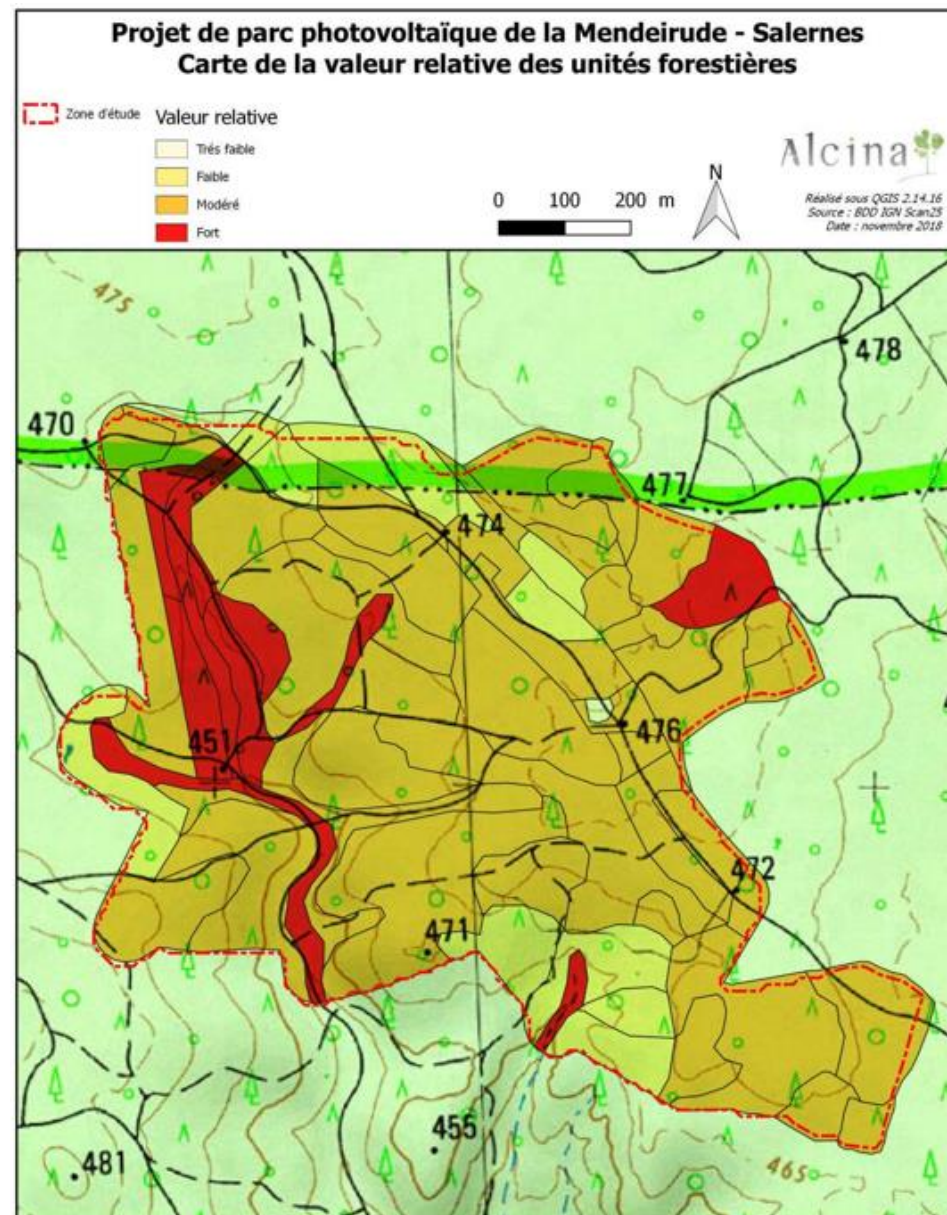 Projet de parc photovoltaïque de la Mendeirude - Salernes
Carte de la valeur relative des unités forestières
Zone d'étude
Valeur relative
Trés faible
Faible
Modéré
Fort
0 100 200 m
N
Alcina
Réalisé sous QGIS 2.14.16
Source : BDD IGN Scan25
Date : novembre 2018
475
478
470
477
474
476
451
472
471
455
481
465